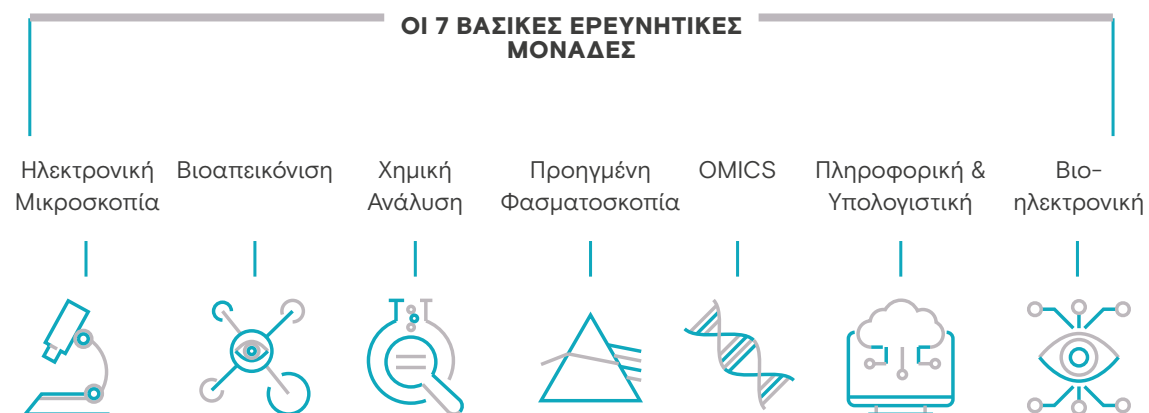 ΟΙ 7 ΒΑΣΙΚΕΣ ΕΡΕΥΝΗΤΙΚΕΣ
ΜΟΝΑΔΕΣ
Ηλεκτρονική
Μικροσκοπία
Βιοαπεικόνιση
Χημική
Ανάλυση
Προηγμένη
Φασματοσκοπία
OMICS
Πληροφορική &
Υπολογιστική
Βιο-
ηλεκτρονική